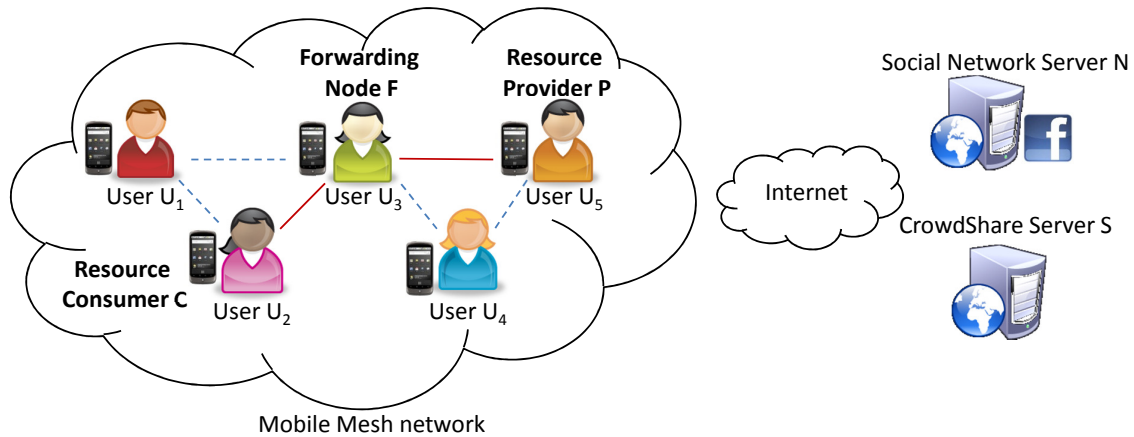 Forwarding
Node F
Resource
Provider P
Social Network Server N
f
User U1
User U3
User U5
Internet
CrowdShare Server S
Resource
Consumer C
User U2
User U4
Mobile Mesh network